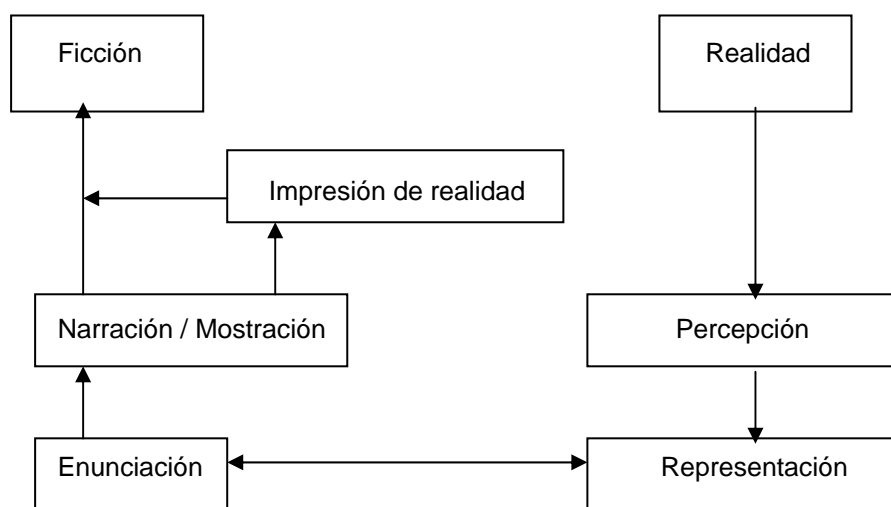 Ficción
Realidad
Impresión de realidad
Narración / Mostración
Percepción
Enunciación
Representación